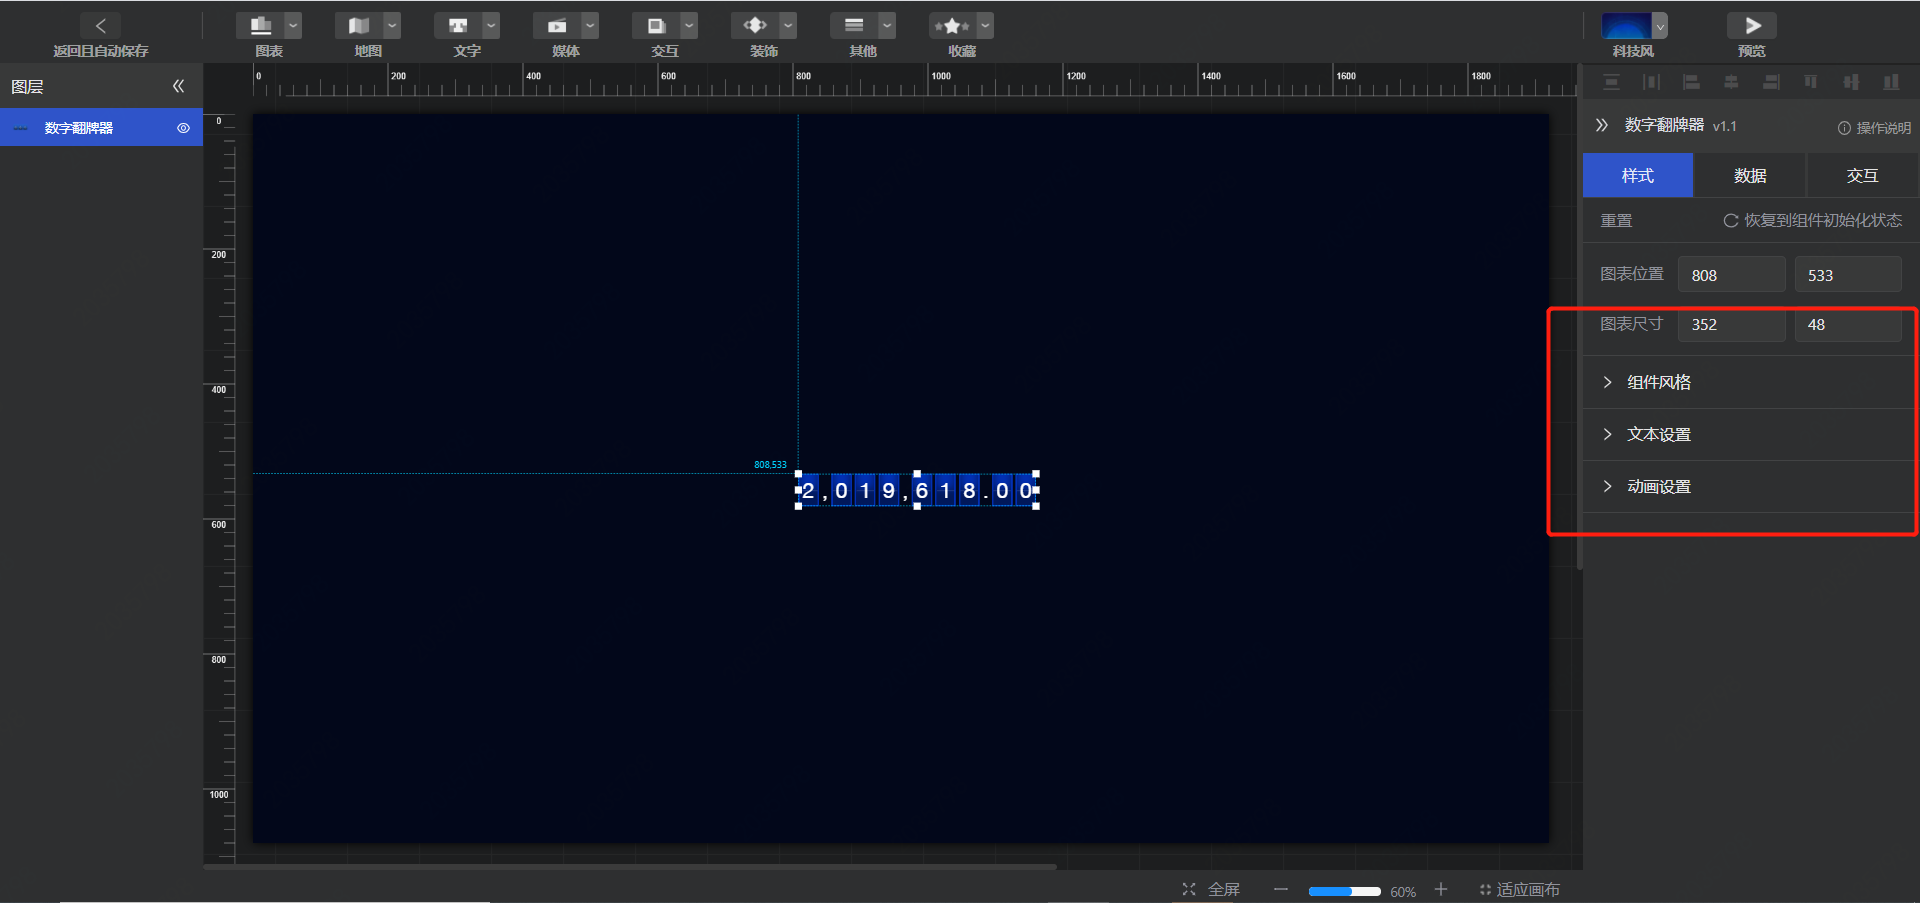 返回且自动保存
图表
地图
文字
媒体
交互
装饰
其他
收藏
科技风
预览
图层
数字翻牌器
0 200 400 600 800 1000 1200 1400 1600 1800
0
200
400
600
800
1000
808,533
2,019,618.00
数字翻牌器 v1.1 操作说明
样式 数据 交互
重置 恢复到组件初始化状态
图表位置 808 533
图表尺寸 352 48
组件风格
文本设置
动画设置
全屏 60% 适应画布